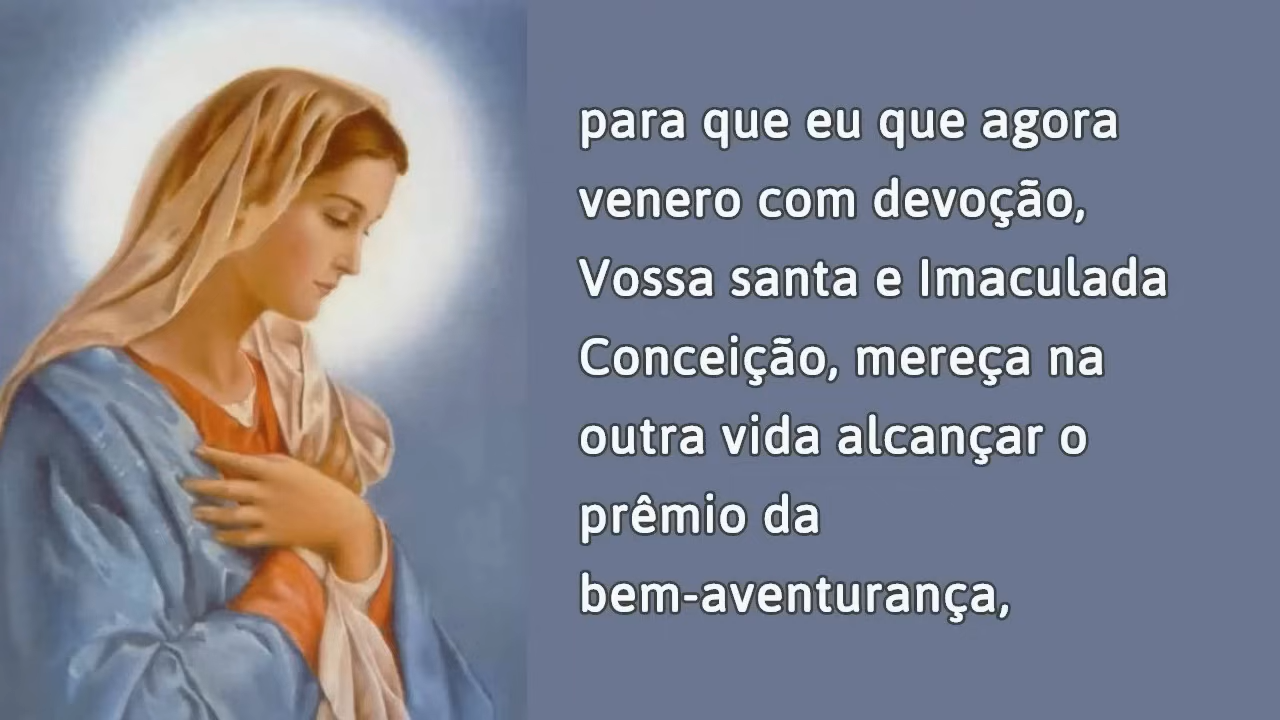 para que eu que agora
venero com devoção,
Vossa santa e Imaculada
Conceição, mereça na
outra vida alcançar o
prêmio da
bem-aventurança,